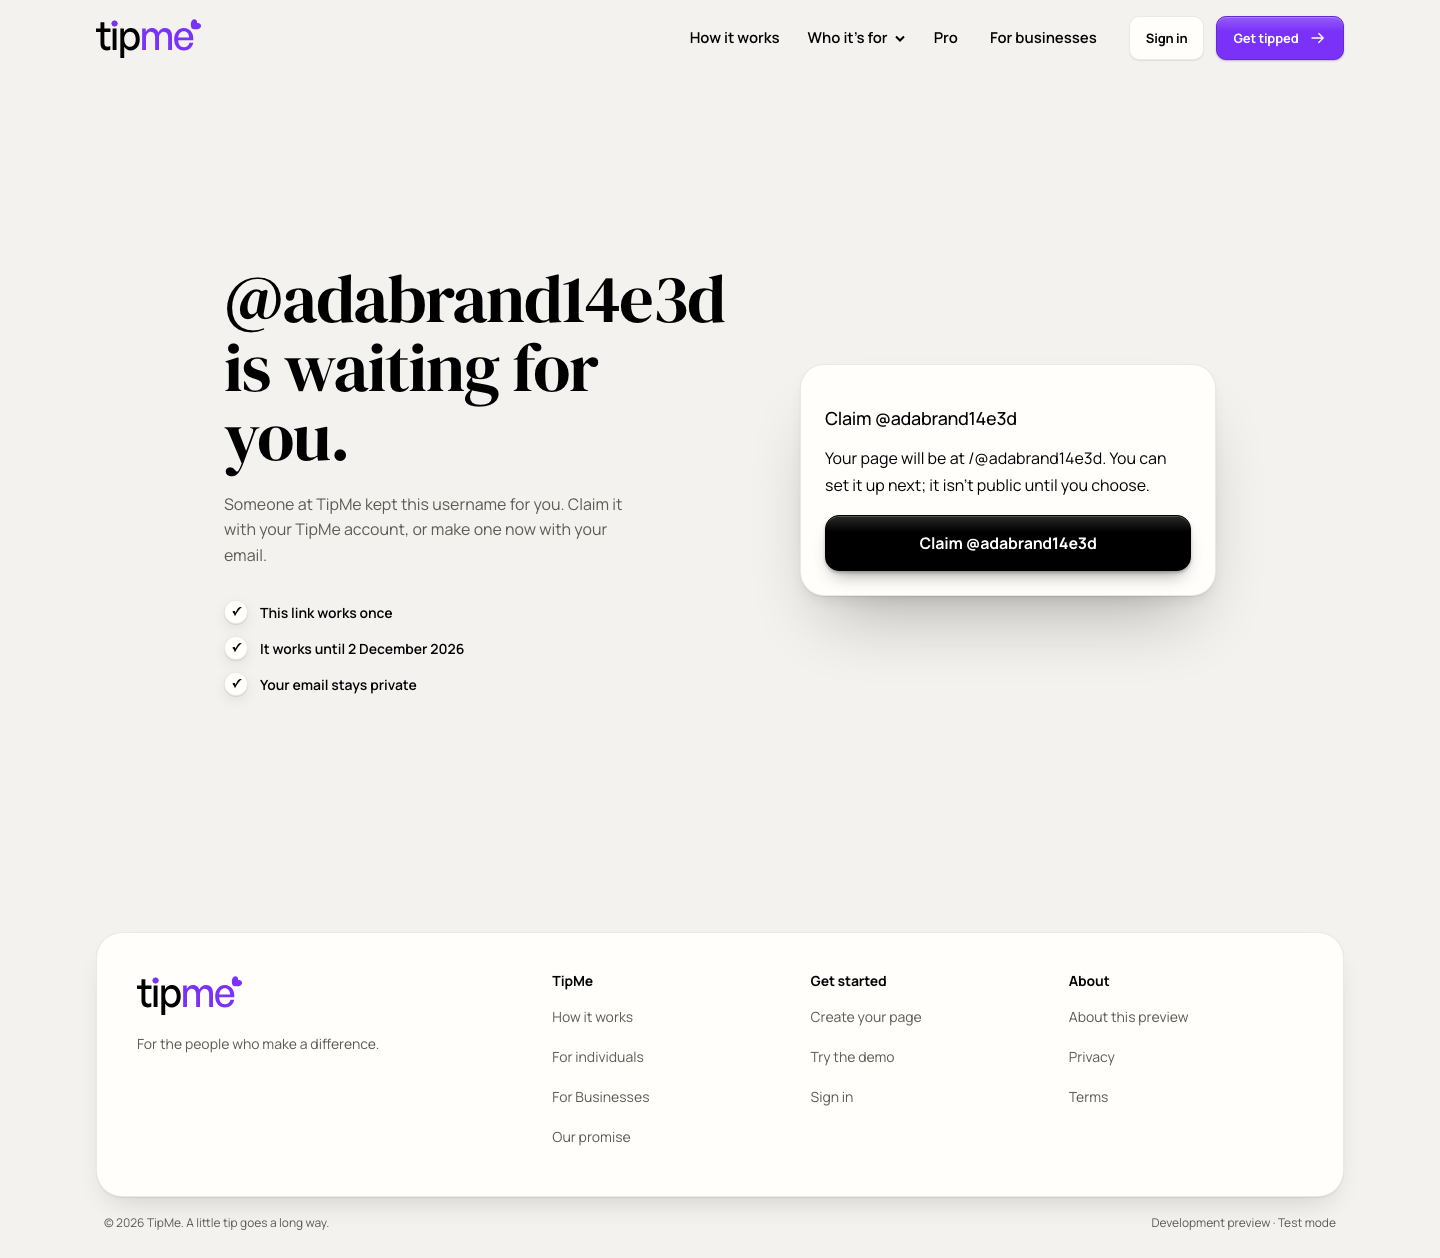 tipme
How it works
Who it's for
Pro
For businesses
Sign in
Get tipped
@adabrand14e3d
is waiting for
you.
Someone at TipMe kept this username for you. Claim it
with your TipMe account, or make one now with your
email.
This link works once
It works until 2 December 2026
Your email stays private
Claim @adabrand14e3d
Your page will be at /@adabrand14e3d. You can
set it up next; it isn't public until you choose.
Claim @adabrand14e3d
tipme
For the people who make a difference.
TipMe
How it works
For individuals
For Businesses
Our promise
Get started
Create your page
Try the demo
Sign in
About
About this preview
Privacy
Terms
© 2026 TipMe. A little tip goes a long way.
Development preview · Test mode